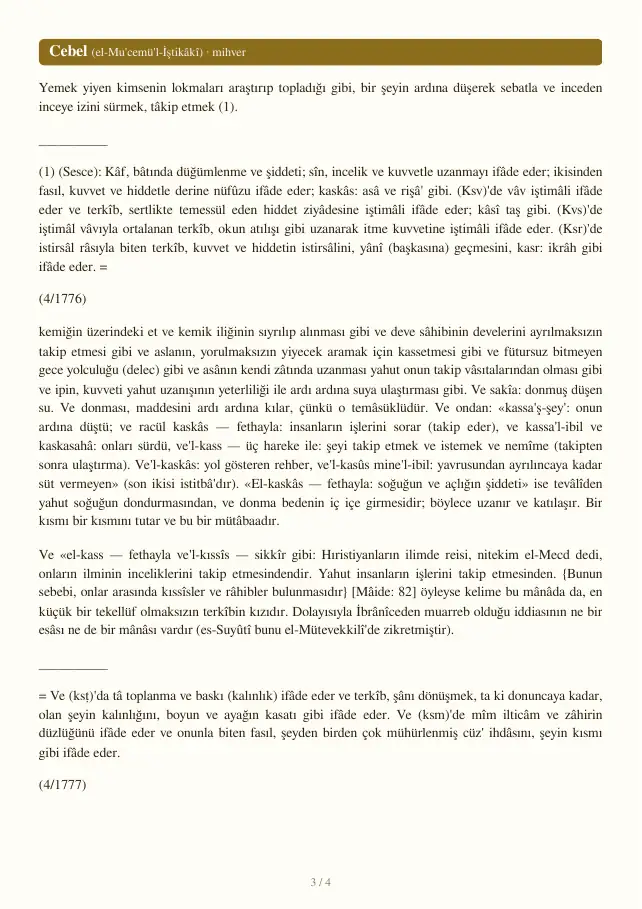 Cebel (el-Mu'cemü'l-İştikâkî) · mihver
Yemek yiyen kimsenin lokmaları araştırıp topladığı gibi, bir şeyin ardına düşerek sebatla ve inceden
inceye izini sürmek, tâkip etmek (1).
(1) (Sesce): Kâf, bâtında düğümlenme ve şiddeti; sîn, incelik ve kuvvetle uzanmayı ifâde eder; ikisinden
fasıl, kuvvet ve hiddetle derine nüfûzu ifâde eder; kaskâs: asâ ve rişâ' gibi. (Ksv)'de vâv iştimâli ifâde
eder ve terkîb, sertlikte temessül eden hiddet ziyâdesine iştimâli ifâde eder; kâsî taş gibi. (Kvs)'de
iştimâl vâvıyla ortalanan terkîb, okun atılışı gibi uzanarak itme kuvvetine iştimâli ifâde eder. (Ksr)'de
istirsâl râsıyla biten terkîb, kuvvet ve hiddetin istirsâlini, yânî (başkasına) geçmesini, kasr: ikrâh gibi
ifâde eder. =
(4/1776)
kemiğin üzerindeki et ve kemik iliğinin sıyrılıp alınması gibi ve deve sâhibinin develerini ayrılmaksızın
takip etmesi gibi ve aslanın, yorulmaksızın yiyecek aramak için kassetmesi gibi ve fütursuz bitmeyen
gece yolculuğu (delec) gibi ve asânın kendi zâtında uzanması yahut onun takip vâsıtalarından olması gibi
ve ipin, kuvveti yahut uzanışının yeterliliği ile ardı ardına suya ulaştırması gibi. Ve sakîa: donmuş düşen
su. Ve donması, maddesini ardı ardına kılar, çünkü o temâsüklüdür. Ve ondan: «kassa'ş-şey': onun
ardına düştü; ve racül kaskâs — fethayla: insanların işlerini sorar (takip eder), ve kassa'l-ibil ve
kaskasahâ: onları sürdü, ve'l-kass — üç hareke ile: şeyi takip etmek ve istemek ve nemîme (takipten
sonra ulaştırma). Ve'l-kaskâs: yol gösteren rehber, ve'l-kasûs mine'l-ibil: yavrusundan ayrılıncaya kadar
süt vermeyen» (son ikisi istitbâ'dır). «El-kaskâs — fethayla: soğuğun ve açlığın şiddeti» ise tevâlîden
yahut soğuğun dondurmasından, ve donma bedenin iç içe girmesidir; böylece uzanır ve katılaşır. Bir
kısmı bir kısmını tutar ve bu bir mütâbaadır.
Ve «el-kass — fethayla ve'l-kıssîs — sikkîr gibi: Hıristiyanların ilimde reisi, nitekim el-Mecd dedi,
onların ilminin inceliklerini takip etmesindendir. Yahut insanların işlerini takip etmesinden. {Bunun
sebebi, onlar arasında kıssîsler ve râhibler bulunmasıdır} [Mâide: 82] öyleyse kelime bu mânâda da, en
küçük bir tekellüf olmaksızın terkîbin kızıdır. Dolayısıyla İbrânîceden muarreb olduğu iddiasının ne bir
esâsı ne de bir mânâsı vardır (es-Suyûtî bunu el-Mütevekkilî'de zikretmiştir).
= Ve (ksṭ)'da tâ toplanma ve baskı (kalınlık) ifâde eder ve terkîb, şânı dönüşmek, ta ki donuncaya kadar,
olan şeyin kalınlığını, boyun ve ayağın kasatı gibi ifâde eder. Ve (ksm)'de mîm ilticâm ve zâhirin
düzlüğünü ifâde eder ve onunla biten fasıl, şeyden birden çok mühürlenmiş cüz' ihdâsını, şeyin kısmı
gibi ifâde eder.
(4/1777)
3 / 4